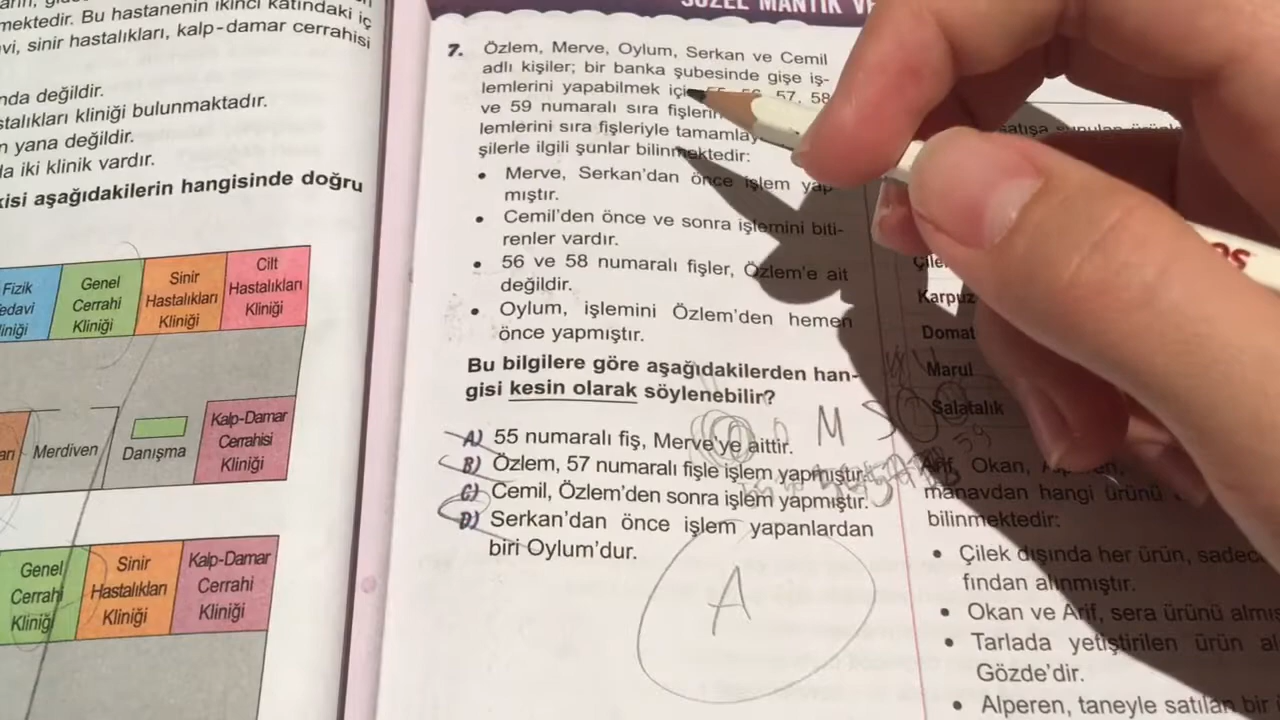 mektedir. Bu hastanenin ikinci katındaki iç
vi, sinir hastalıkları, kalp-damar cerrahisi
nda değildir.
stalıkları kliniği bulunmaktadır.
n yana değildir.
la iki klinik vardır.
kisi aşağıdakilerin hangisinde doğru
Fizik
edavi
liniği
Genel
Cerrahi
Kliniği
Sinir
Hastalıkları
Kliniği
Cilt
Hastalıkları
Kliniği
Merdiven
Danışma
Kalp-Damar
Cerrahisi
Kliniği
Genel
Cerrahi
Kliniği
Sinir
Hastalıkları
Kliniği
Kalp-Damar
Cerrahi
Kliniği
SÖZEL MANTIK VE
7. Özlem, Merve, Oylum, Serkan ve Cemil
adlı kişiler; bir banka şubesinde gişe iş-
lemlerini yapabilmek 57, 58
ve 59 numaralı sıra
lemlerini sıra fişleriyle
şilerle ilgili şunlar bilinmektedir:
• Merve, Serkan'dan önce işlem yap
mıştır.
• Cemil'den önce ve sonra işlemini biti-
renler vardır.
• 56 ve 58 numaralı fişler, Özlem'e ait
değildir.
• Oylum, işlemini Özlem'den hemen
önce yapmıştır.
Bu bilgilere göre aşağıdakilerden han-
gisi kesin olarak söylenebilir?
A) 55 numaralı fiş, Merve'ye aittir.
B) Özlem, 57 numaralı fişle işlem yapmıştır.
C) Cemil, Özlem'den sonra işlem yapmıştır.
D) Serkan'dan önce işlem yapanlardan
biri Oylum'dur.
M S
59
A
satışa sunulan
Karpuz
Domat
Marul
Salatalık
Arif, Okan,
manavdan hangi ürünü
bilinmektedir:
• Çilek dışında her ürün, sadec
fından alınmıştır.
• Okan ve Arif, sera ürünü almış
• Tarlada yetiştirilen ürün al
Gözde'dir.
• Alperen, taneyle satılan bir